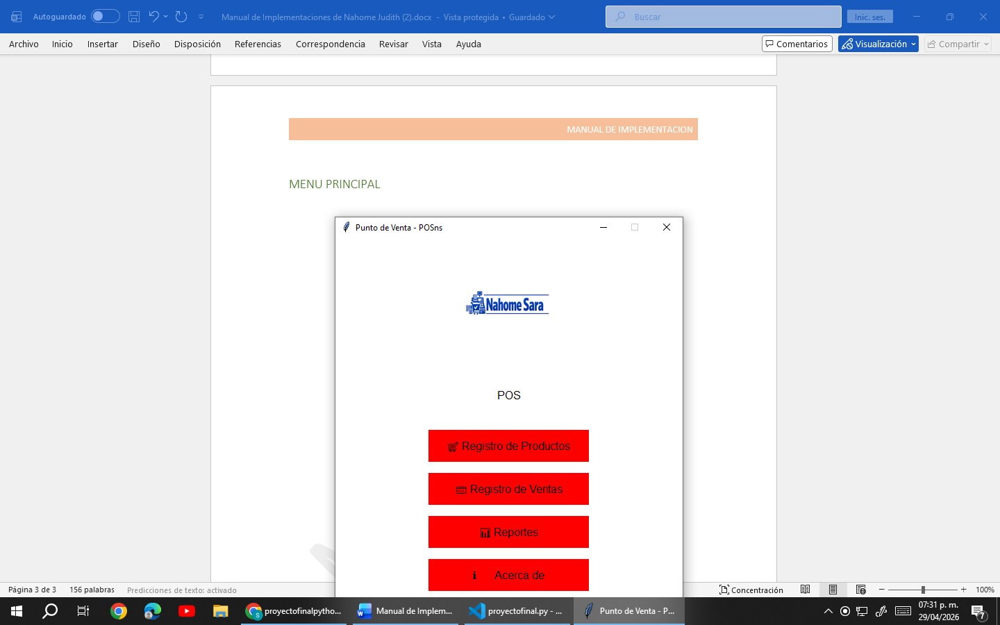 Autoguardado
Manual de Implementaciones de Nahome Judith (2).docx - Vista protegida • Guardado
Buscar
Inic. ses.
Archivo Inicio Insertar Diseño Disposición Referencias Correspondencia Revisar Vista Ayuda
Comentarios Visualización Compartir
MANUAL DE IMPLEMENTACION
MENU PRINCIPAL
Punto de Venta - POSns
Nahome Sara
POS
Registro de Productos
Registro de Ventas
Reportes
Acerca de
Página 3 de 3 156 palabras Predicciones de texto: activado
Concentración
100%
proyectofinalpytho...
Manual de Implem...
proyectofinal.py - ...
Punto de Venta - P...
07:31 p. m.
29/04/2026
7